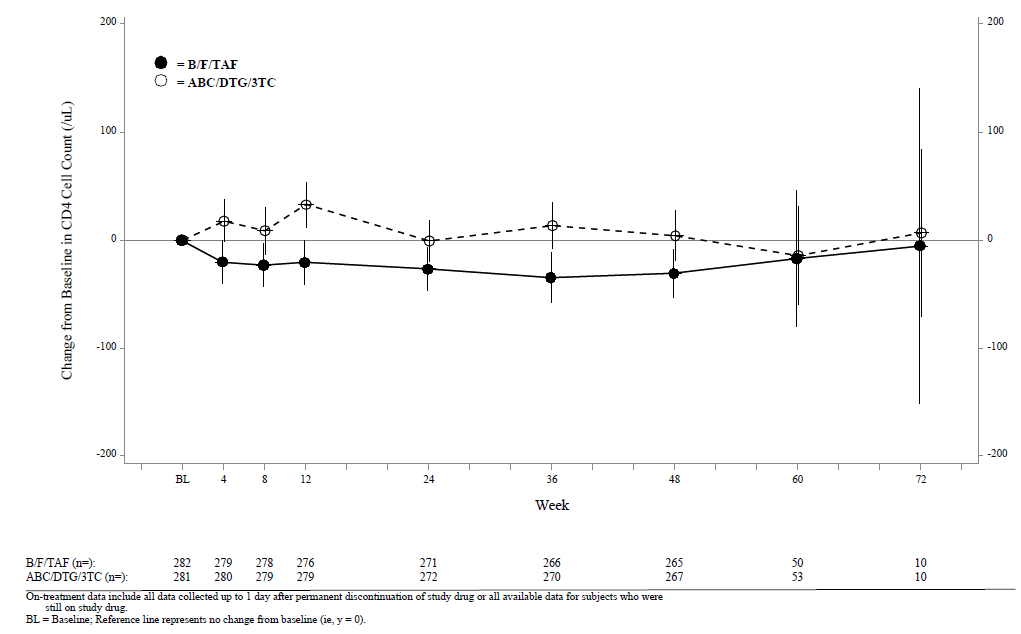 200
200
= B/F/TAF
= ABC/DTG/3TC
100
100
0
0
-100
-100
-200
-200
Change from Baseline in CD4 Cell Count (/uL)
BL 4 8 12 24 36 48 60 72
Week
B/F/TAF (n=): 282 279 278 276 271 266 265 50 10
ABC/DTG/3TC (n=): 281 280 279 279 272 270 267 53 10
On-treatment data include all data collected up to 1 day after permanent discontinuation of study drug or all available data for subjects who were
still on study drug.
BL = Baseline; Reference line represents no change from baseline (ie, y = 0).